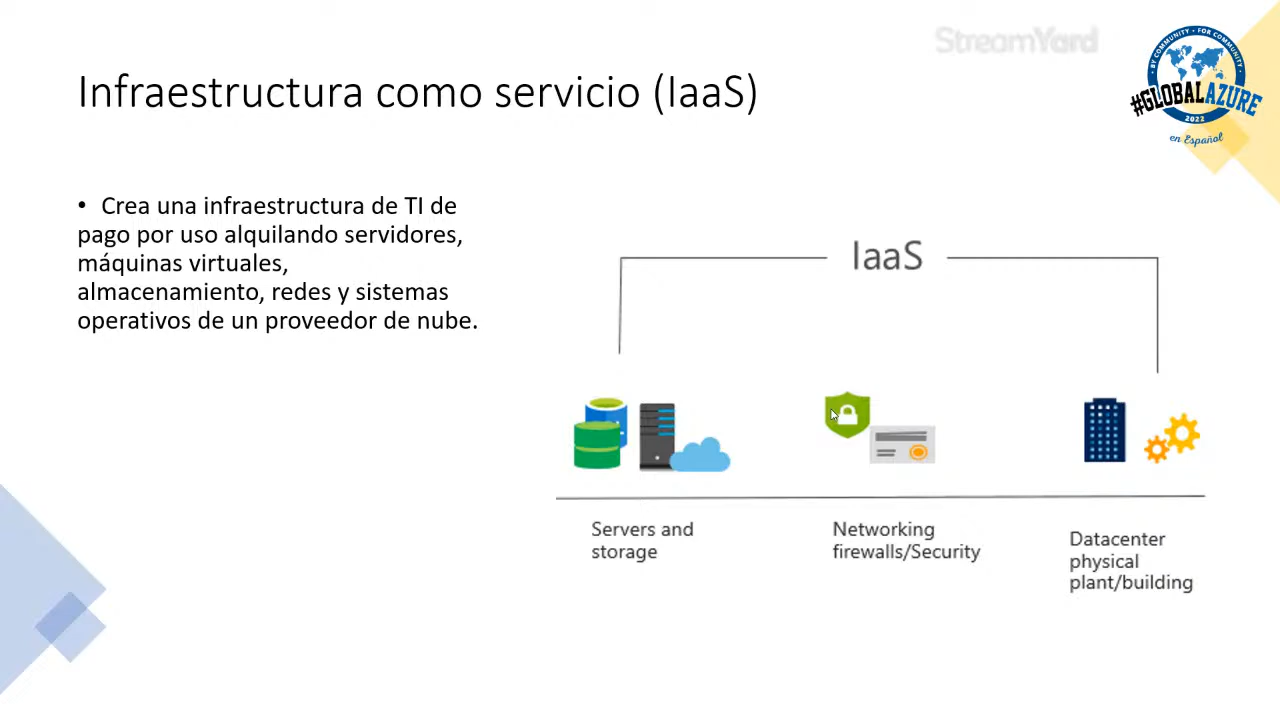 StreamYard
BY COMMUNITY · FOR COMMUNITY
#GLOBALAZURE
2022
en Español
Infraestructura como servicio (IaaS)
• Crea una infraestructura de TI de
pago por uso alquilando servidores,
máquinas virtuales,
almacenamiento, redes y sistemas
operativos de un proveedor de nube.
IaaS
Servers and
storage
Networking
firewalls/Security
Datacenter
physical
plant/building